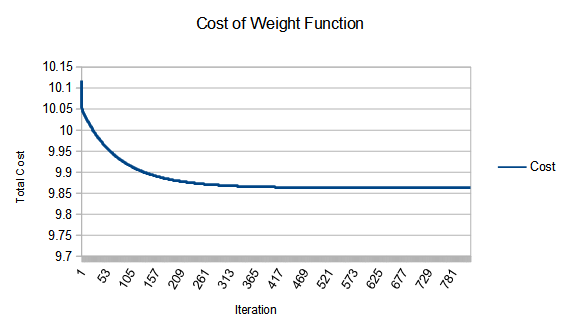 Cost of Weight Function
10.15
10.1
10.05
10
9.95
9.9
9.85
9.8
9.75
9.7
Total Cost
Cost
1 53 105 157 209 261 313 365 417 469 521 573 625 677 729 781
Iteration